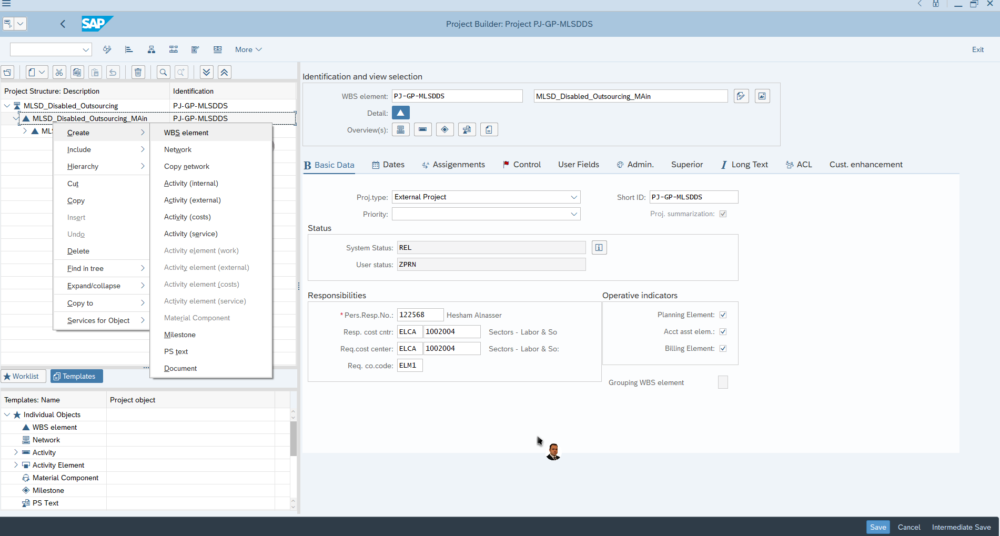 SAP
Project Builder: Project PJ-GP-MLSDDS
More
Exit
Project Structure: Description
Identification
MLSD_Disabled_Outsourcing
PJ-GP-MLSDDS
MLSD_Disabled_Outsourcing_MAin
PJ-GP-MLSDDS
Create
Include
Hierarchy
Cut
Copy
Insert
Undo
Delete
Find in tree
Expand/collapse
Copy to
Services for Object
WBS element
Network
Copy network
Activity (internal)
Activity (external)
Activity (costs)
Activity (service)
Activity element (work)
Activity element (external)
Activity element (costs)
Activity element (service)
Material Component
Milestone
PS text
Document
Worklist
Templates
Templates: Name
Project object
Individual Objects
WBS element
Network
Activity
Activity Element
Material Component
Milestone
PS Text
Identification and view selection
WBS element: PJ-GP-MLSDDS MLSD_Disabled_Outsourcing_MAin
Detail:
Overview(s):
B Basic Data
Dates
Assignments
Control
User Fields
Admin.
Superior
I Long Text
ACL
Cust. enhancement
Proj.type: External Project
Short ID: PJ-GP-MLSDDS
Priority:
Proj. summarization:
Status
System Status: REL
User status: ZPRN
Responsibilities
* Pers.Resp.No.: 122568 Hesham Alnasser
Resp. cost cntr: ELCA 1002004 Sectors - Labor & So
Req.cost center: ELCA 1002004 Sectors - Labor & So:
Req. co.code: ELM1
Operative indicators
Planning Element:
Acct asst elem.:
Billing Element:
Grouping WBS element
Save
Cancel
Intermediate Save